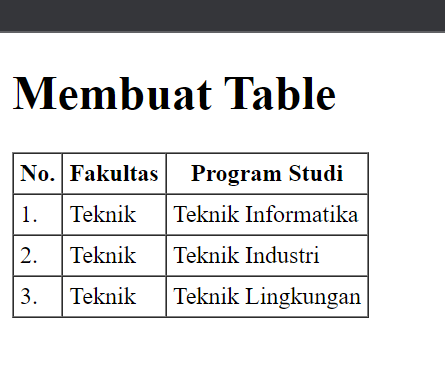 Membuat Table
No. Fakultas Program Studi
1. Teknik Teknik Informatika
2. Teknik Teknik Industri
3. Teknik Teknik Lingkungan